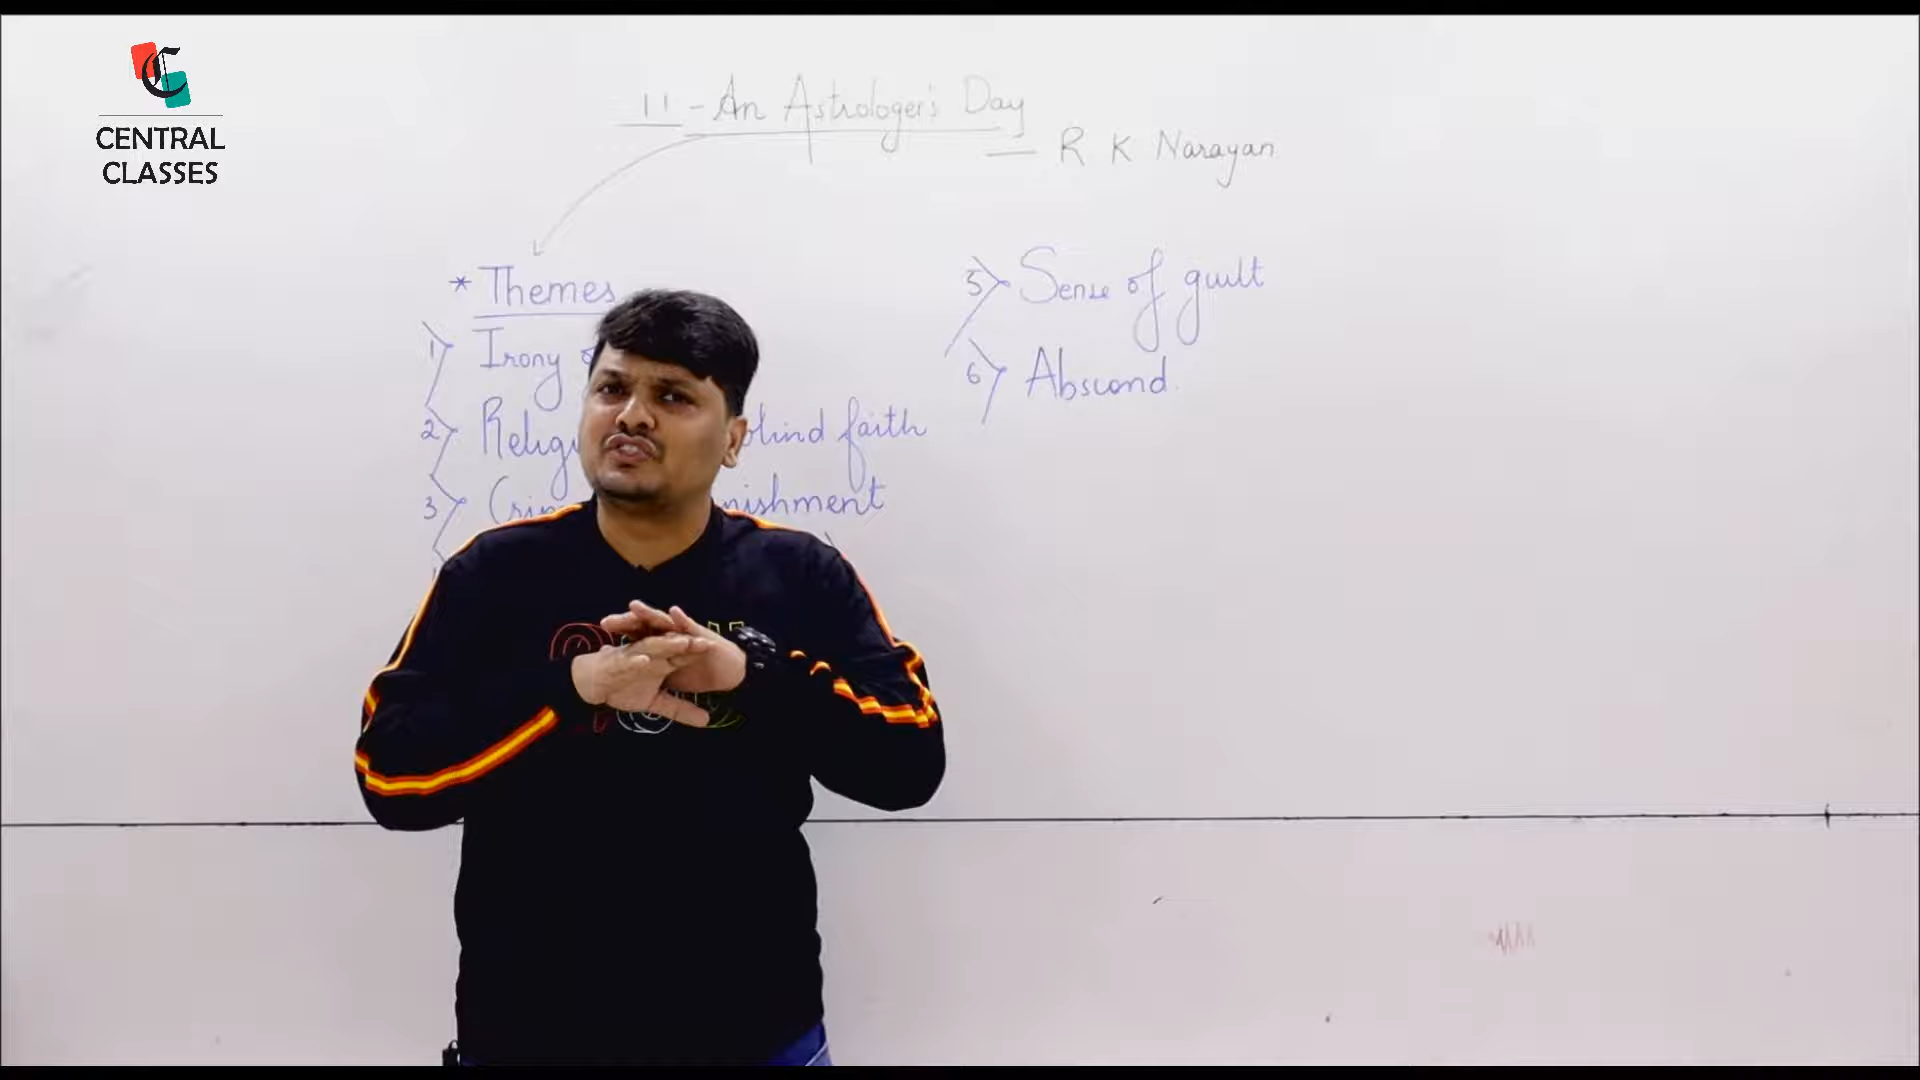 CENTRAL
CLASSES
11 - An Astrologer's Day
— R K Narayan
* Themes
1) Irony
2) Relig blind faith
3) Crim nishment
5) Sense of guilt
6) Abscond.